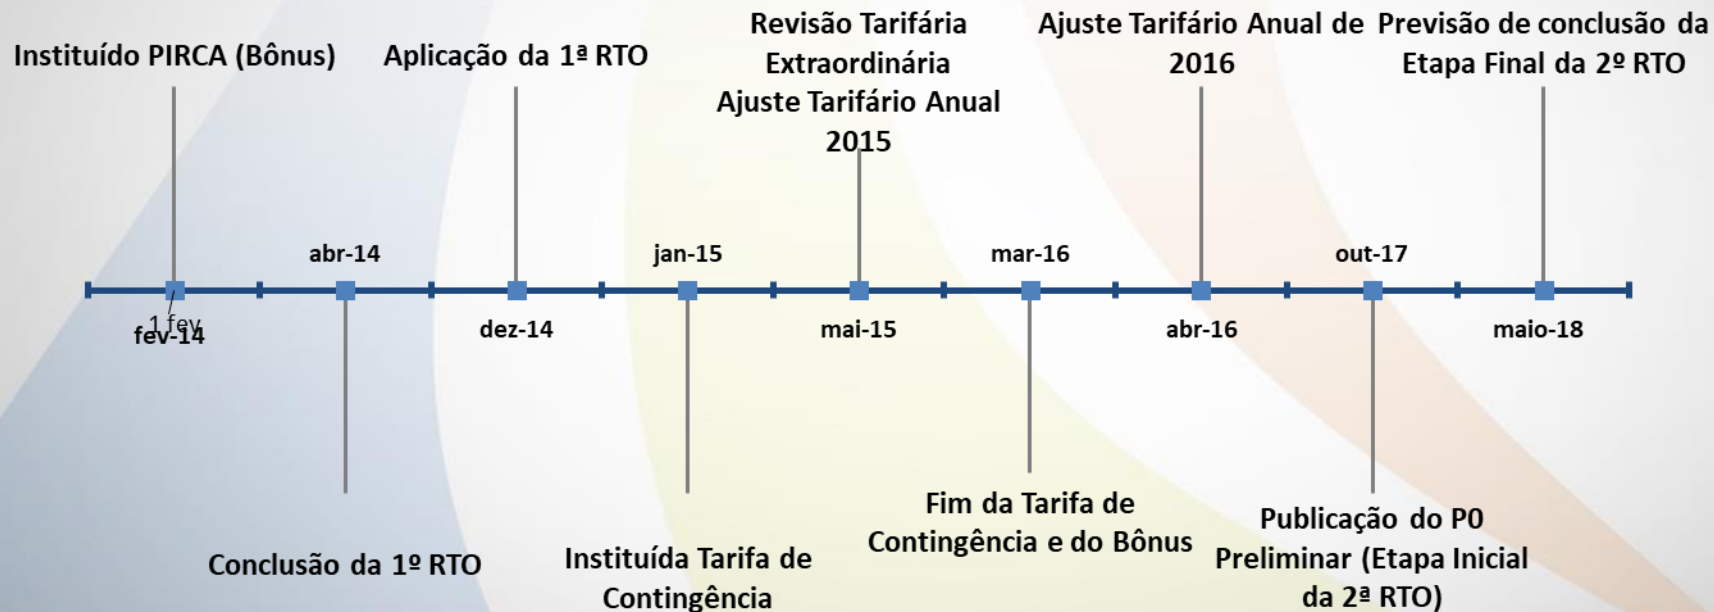 Instituído PIRCA (Bônus)
Aplicação da 1ª RTO
Revisão Tarifária
Extraordinária
Ajuste Tarifário Anual
2015
Ajuste Tarifário Anual de
2016
Previsão de conclusão da
Etapa Final da 2º RTO
abr-14
jan-15
mar-16
out-17
1 fev
fev-14
dez-14
mai-15
abr-16
maio-18
Conclusão da 1º RTO
Instituída Tarifa de
Contingência
Fim da Tarifa de
Contingência e do Bônus
Publicação do P0
Preliminar (Etapa Inicial
da 2ª RTO)